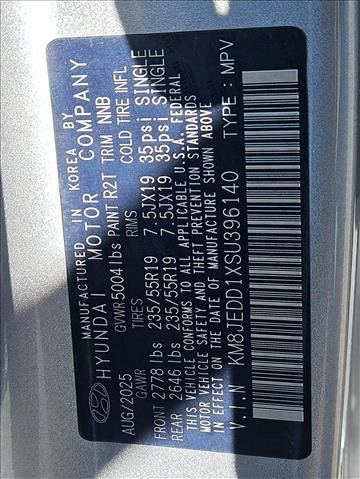 MANUFACTURED IN KOREA BY
HYUNDAI MOTOR COMPANY
GVWR 5004 lbs PAINT R2T TRIM NNB
AUG/2025 TIRES RIMS COLD TIRE INFL
GAWR
FRONT 2778 lbs 235/55R19 7.5JX19 35psi SINGLE
REAR 2646 lbs 235/55R19 7.5JX19 35psi SINGLE
THIS VEHICLE CONFORMS TO ALL APPLICABLE U.S.A. FEDERAL
MOTOR VEHICLE SAFETY AND THEFT PREVENTION STANDARDS
IN EFFECT ON THE DATE OF MANUFACTURE SHOWN ABOVE
V.I.N KM8JEDD1XSU396140 TYPE: MPV